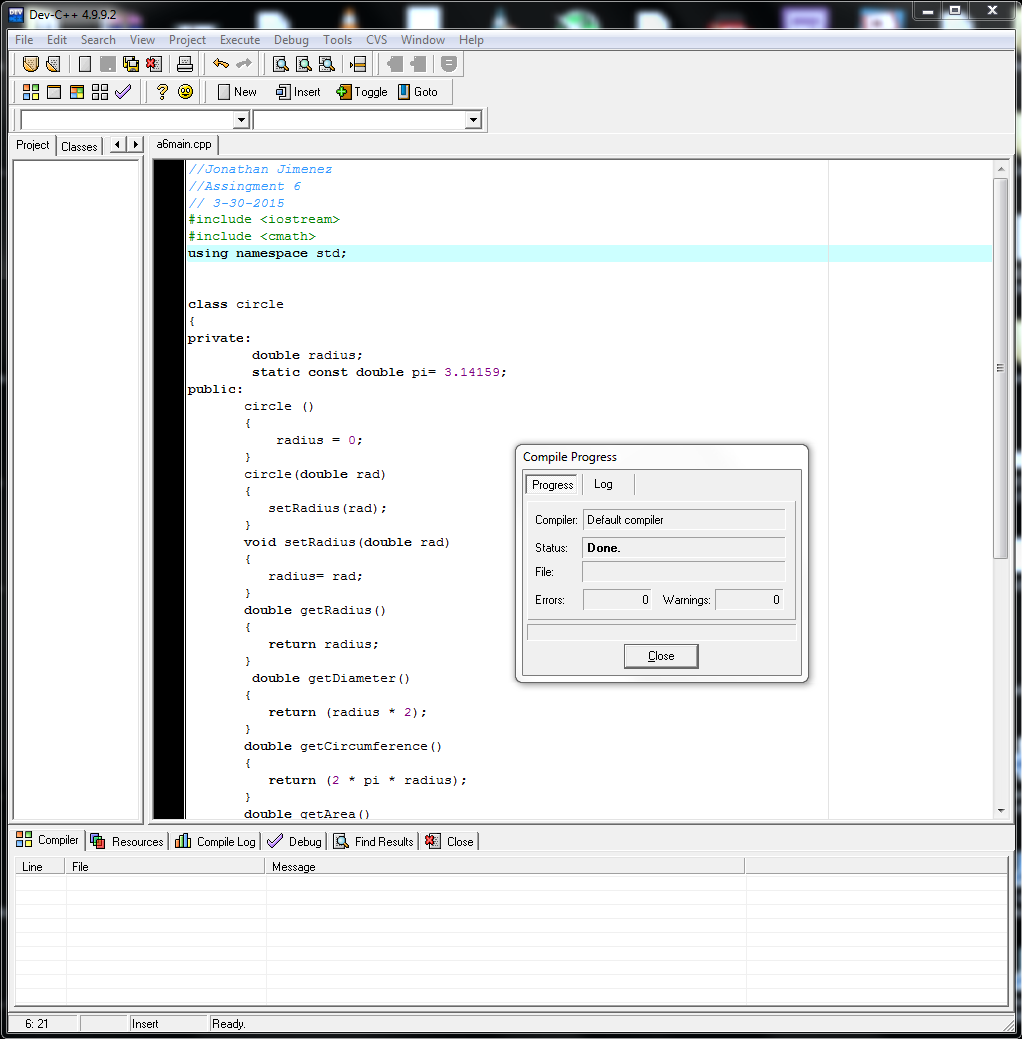 Dev-C++ 4.9.9.2
File Edit Search View Project Execute Debug Tools CVS Window Help
New Insert Toggle Goto
Project Classes
a6main.cpp
//Jonathan Jimenez
//Assingment 6
// 3-30-2015
#include <iostream>
#include <cmath>
using namespace std;
class circle
{
private:
double radius;
static const double pi= 3.14159;
public:
circle ()
{
radius = 0;
}
circle(double rad)
{
setRadius(rad);
}
void setRadius(double rad)
{
radius= rad;
}
double getRadius()
{
return radius;
}
double getDiameter()
{
return (radius * 2);
}
double getCircumference()
{
return (2 * pi * radius);
}
double getArea()
Compile Progress
Progress Log
Compiler: Default compiler
Status: Done.
File:
Errors: 0 Warnings: 0
Close
Compiler Resources Compile Log Debug Find Results Close
Line File Message
6: 21 Insert Ready.